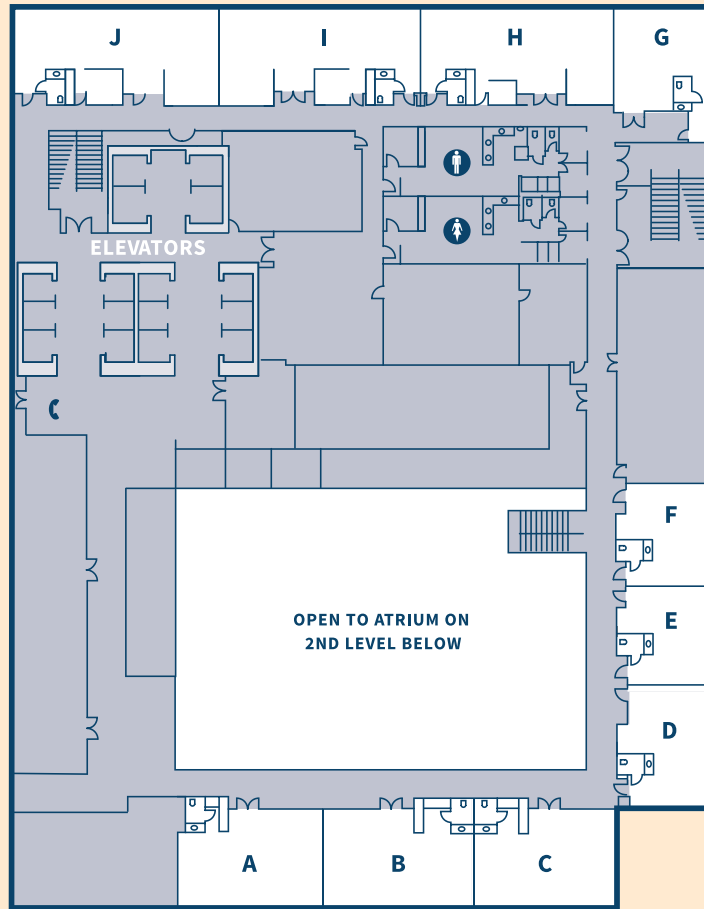 J
I
H
G
ELEVATORS
F
OPEN TO ATRIUM ON
2ND LEVEL BELOW
E
D
A
B
C